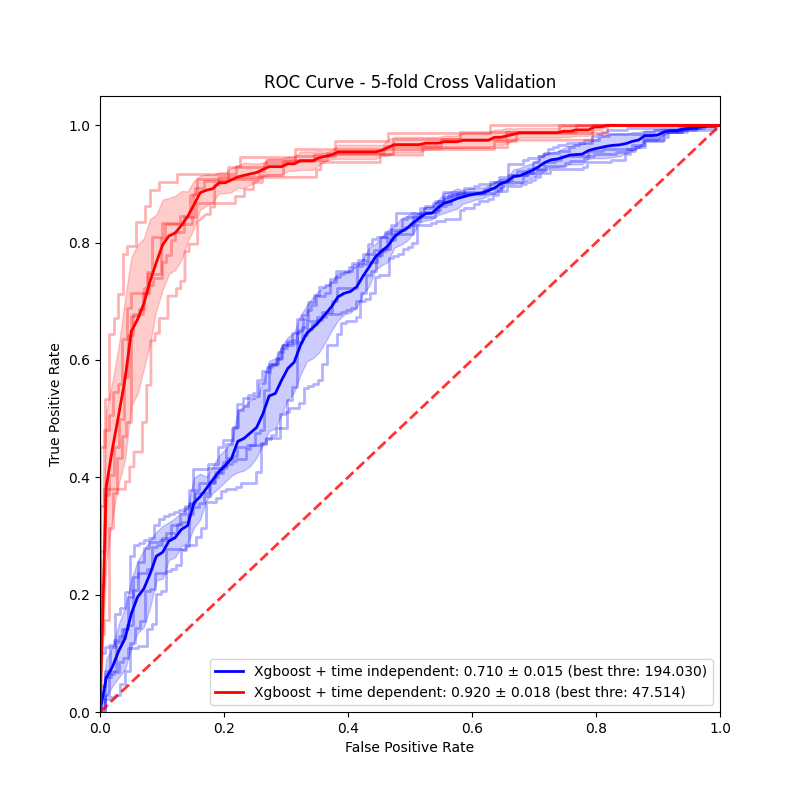 ROC Curve - 5-fold Cross Validation
True Positive Rate
1.0
0.8
0.6
0.4
0.2
0.0
Xgboost + time independent: 0.710 ± 0.015 (best thre: 194.030)
Xgboost + time dependent: 0.920 ± 0.018 (best thre: 47.514)
0.0 0.2 0.4 0.6 0.8 1.0
False Positive Rate